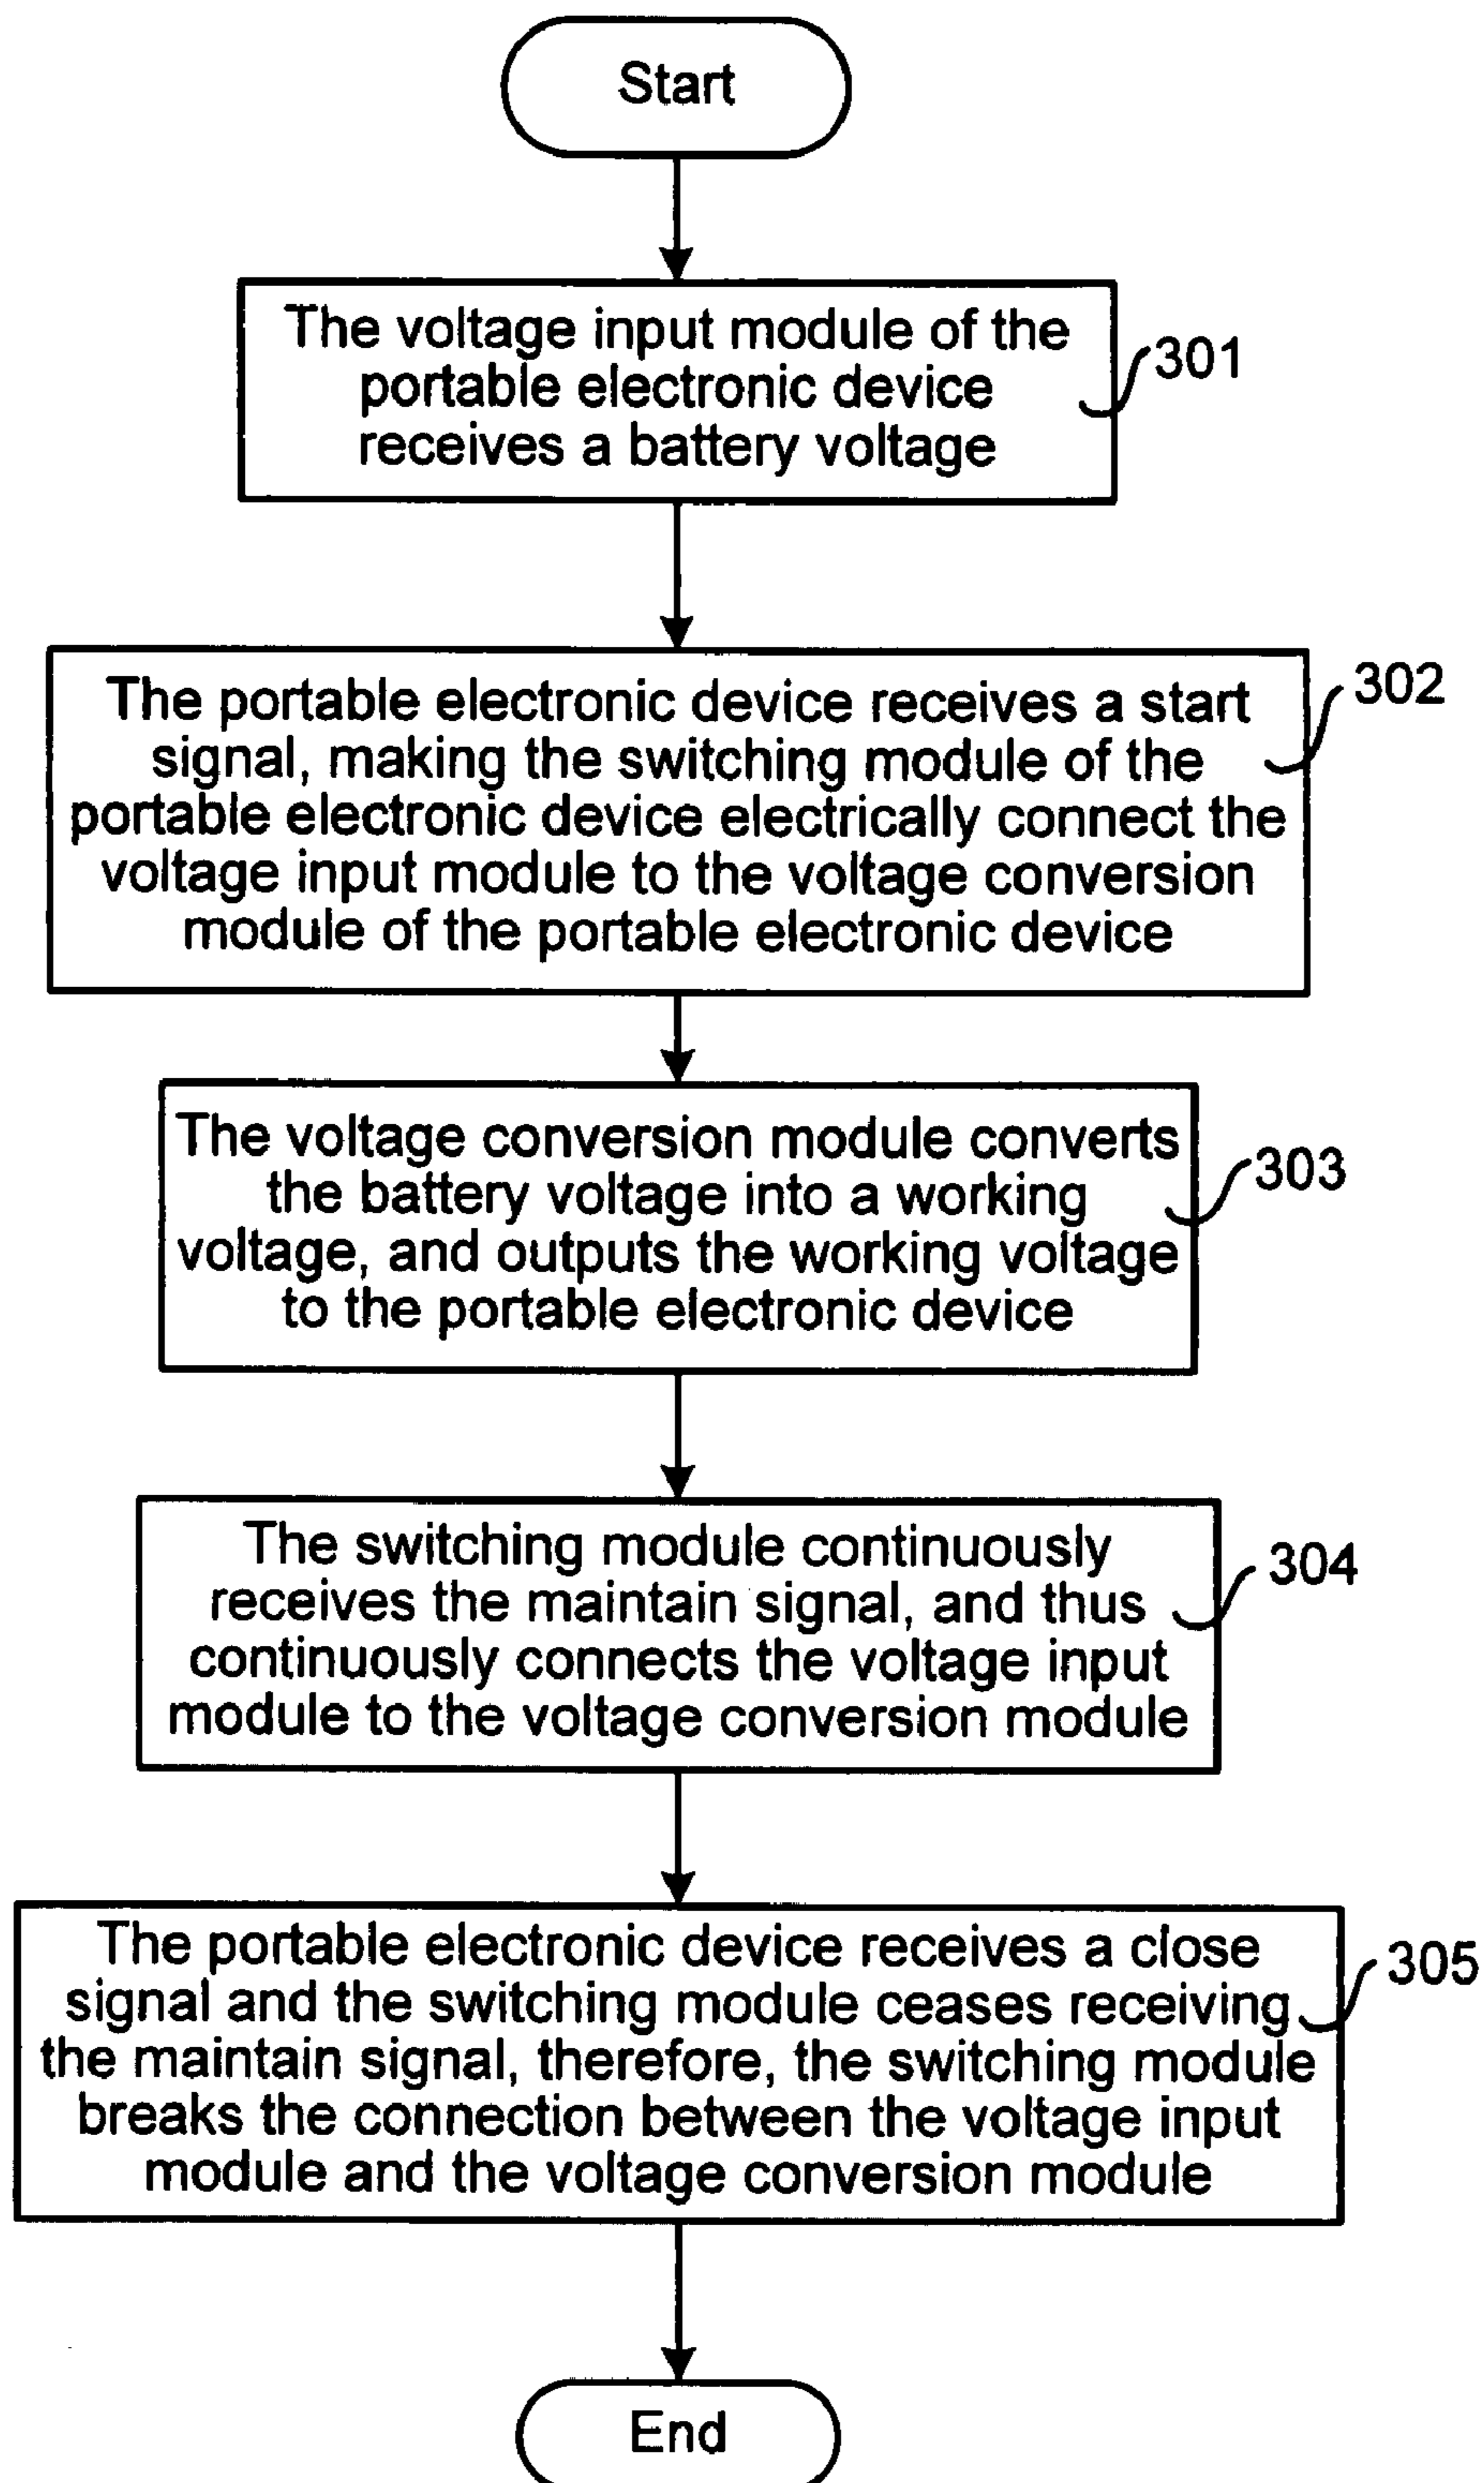 Start
The voltage input module of the
portable electronic device
receives a battery voltage
301
The portable electronic device receives a start
signal, making the switching module of the
portable electronic device electrically connect the
voltage input module to the voltage conversion
module of the portable electronic device
302
The voltage conversion module converts
the battery voltage into a working
voltage, and outputs the working voltage
to the portable electronic device
303
The switching module continuously
receives the maintain signal, and thus
continuously connects the voltage input
module to the voltage conversion module
304
The portable electronic device receives a close
signal and the switching module ceases receiving
the maintain signal, therefore, the switching module
breaks the connection between the voltage input
module and the voltage conversion module
305
End